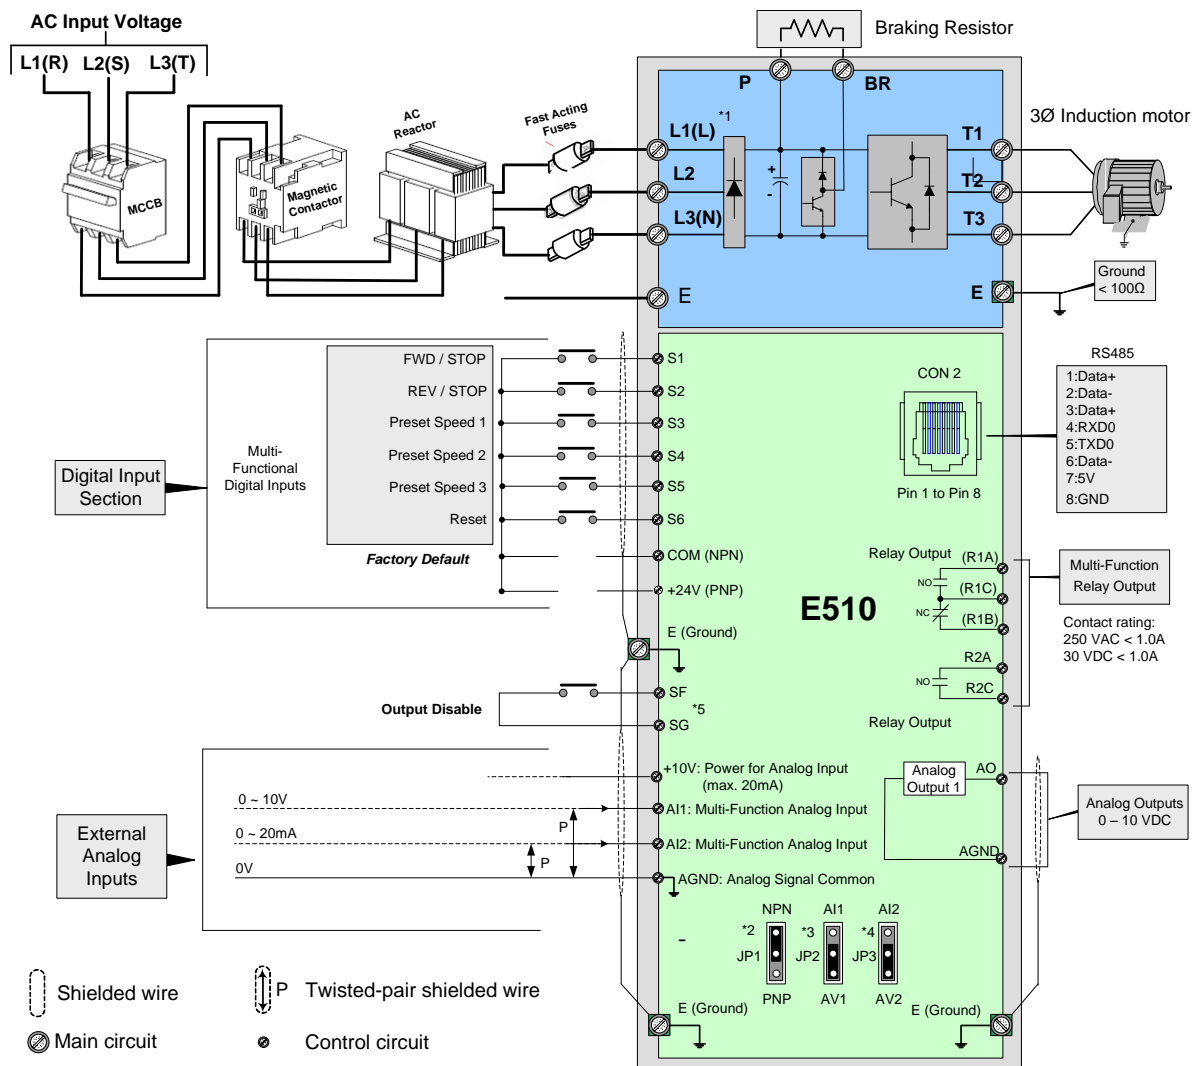 AC Input Voltage
L1(R) L2(S) L3(T)
Braking Resistor
P
BR
AC
Reactor
Fast Acting
Fuses
*1
L1(L)
L2
L3(N)
+
-
T1
T2
T3
3Ø Induction motor
MCCB
Magnetic
Contactor
E
E
Ground
< 100Ω
FWD / STOP
S1
REV / STOP
S2
Preset Speed 1
S3
Preset Speed 2
S4
Preset Speed 3
S5
Reset
S6
Multi-
Functional
Digital Inputs
Digital Input
Section
Factory Default
COM (NPN)
+24V (PNP)
E (Ground)
CON 2
Pin 1 to Pin 8
RS485
1:Data+
2:Data-
3:Data+
4:RXD0
5:TXD0
6:Data-
7:5V
8:GND
E510
Relay Output
(R1A)
NO
(R1C)
NC
(R1B)
R2A
NO
R2C
Relay Output
Multi-Function
Relay Output
Contact rating:
250 VAC < 1.0A
30 VDC < 1.0A
Output Disable
SF
*5
SG
+10V: Power for Analog Input
(max. 20mA)
0 ~ 10V
AI1: Multi-Function Analog Input
P
0 ~ 20mA
AI2: Multi-Function Analog Input
P
0V
AGND: Analog Signal Common
External
Analog
Inputs
Analog
Output 1
AO
AGND
Analog Outputs
0 – 10 VDC
NPN AI1 AI2
-
*2 *3 *4
JP1 JP2 JP3
PNP AV1 AV2
E (Ground)
E (Ground)
Shielded wire
P Twisted-pair shielded wire
Main circuit
Control circuit